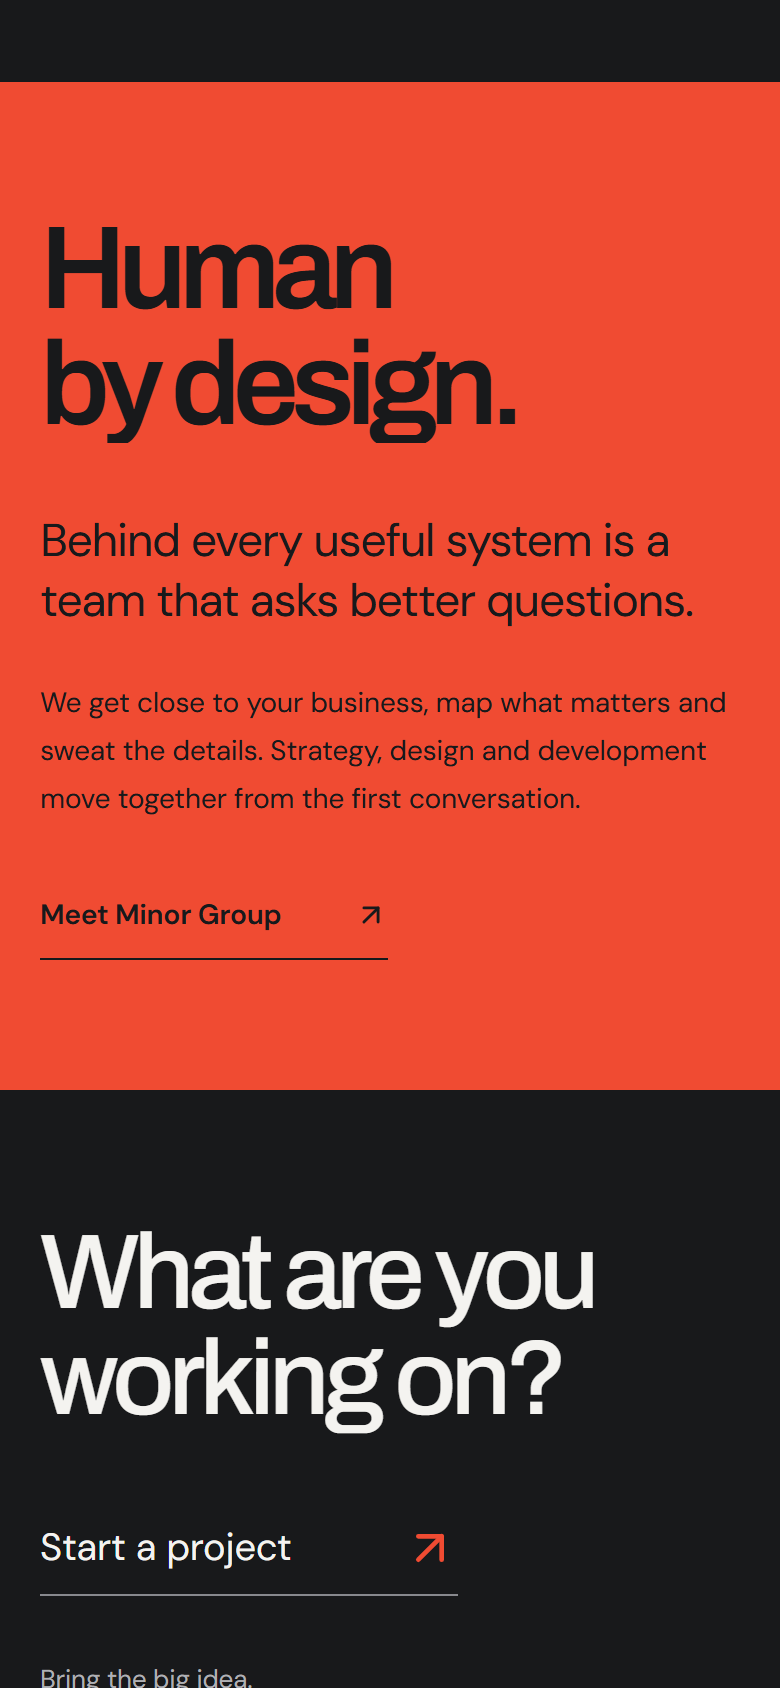 Human
by design.
Behind every useful system is a
team that asks better questions.
We get close to your business, map what matters and
sweat the details. Strategy, design and development
move together from the first conversation.
Meet Minor Group
What are you
working on?
Start a project
Bring the big idea.